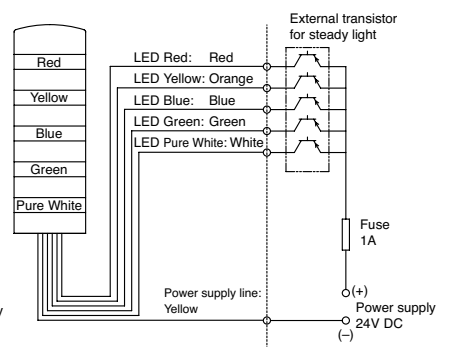 External transistor
for steady light
Red
Yellow
Blue
Green
Pure White
LED Red: Red
LED Yellow: Orange
LED Blue: Blue
LED Green: Green
LED Pure White: White
Fuse
1A
(+)
Power supply
24V DC
(−)
Power supply line:
Yellow
y